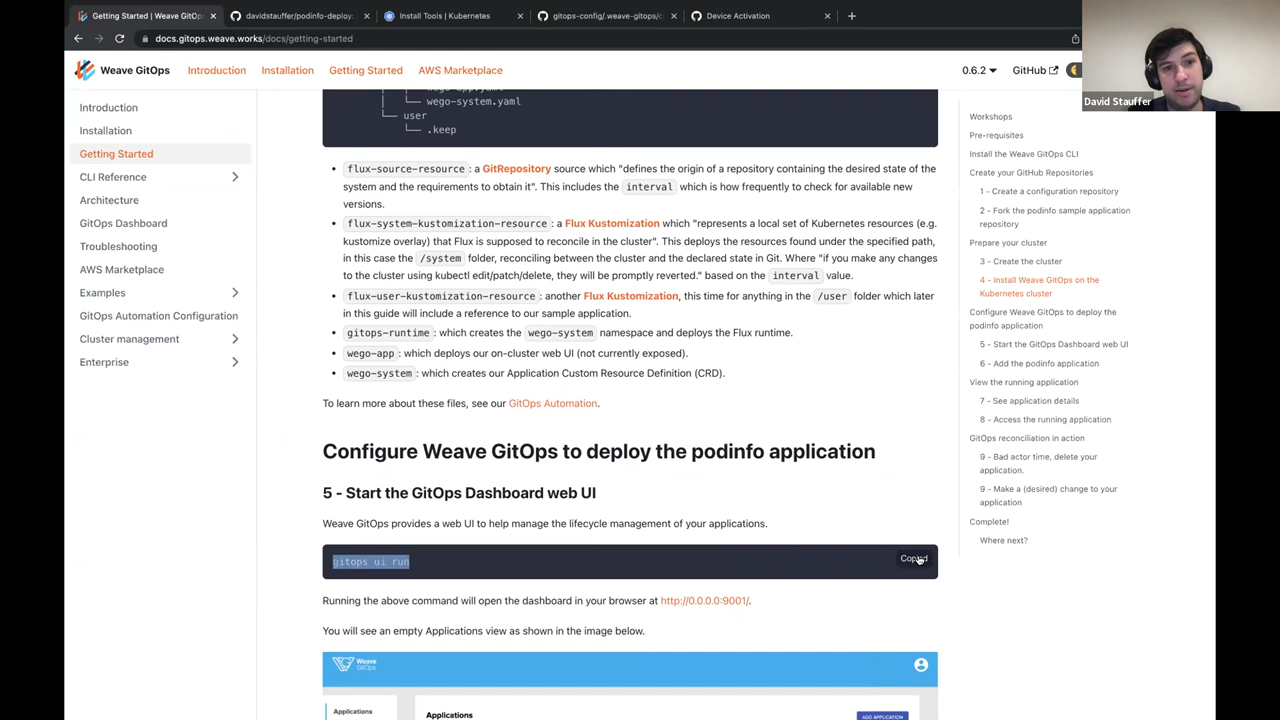 Getting Started | Weave GitOps
davidstauffer/podinfo-deploy:
Install Tools | Kubernetes
gitops-config/.weave-gitops/c
Device Activation
docs.gitops.weave.works/docs/getting-started
David Stauffer
Weave GitOps
Introduction
Installation
Getting Started
AWS Marketplace
0.6.2
GitHub
Introduction
Installation
Getting Started
CLI Reference
Architecture
GitOps Dashboard
Troubleshooting
AWS Marketplace
Examples
GitOps Automation Configuration
Cluster management
Enterprise
wego-app.yaml
wego-system.yaml
user
.keep
flux-source-resource: a GitRepository source which "defines the origin of a repository containing the desired state of the
system and the requirements to obtain it". This includes the interval which is how frequently to check for available new
versions.
flux-system-kustomization-resource: a Flux Kustomization which "represents a local set of Kubernetes resources (e.g.
kustomize overlay) that Flux is supposed to reconcile in the cluster". This deploys the resources found under the specified path,
in this case the /system folder, reconciling between the cluster and the declared state in Git. Where "if you make any changes
to the cluster using kubectl edit/patch/delete, they will be promptly reverted." based on the interval value.
flux-user-kustomization-resource: another Flux Kustomization, this time for anything in the /user folder which later
in this guide will include a reference to our sample application.
gitops-runtime: which creates the wego-system namespace and deploys the Flux runtime.
wego-app: which deploys our on-cluster web UI (not currently exposed).
wego-system: which creates our Application Custom Resource Definition (CRD).
To learn more about these files, see our GitOps Automation.
Configure Weave GitOps to deploy the podinfo application
5 - Start the GitOps Dashboard web UI
Weave GitOps provides a web UI to help manage the lifecycle management of your applications.
gitops ui run
Copied
Running the above command will open the dashboard in your browser at http://0.0.0.0:9001/.
You will see an empty Applications view as shown in the image below.
Weave
GitOps
Applications
Applications
ADD APPLICATION
Workshops
Pre-requisites
Install the Weave GitOps CLI
Create your GitHub Repositories
1 - Create a configuration repository
2 - Fork the podinfo sample application
repository
Prepare your cluster
3 - Create the cluster
4 - Install Weave GitOps on the
Kubernetes cluster
Configure Weave GitOps to deploy the
podinfo application
5 - Start the GitOps Dashboard web UI
6 - Add the podinfo application
View the running application
7 - See application details
8 - Access the running application
GitOps reconciliation in action
9 - Bad actor time, delete your
application.
9 - Make a (desired) change to your
application
Complete!
Where next?